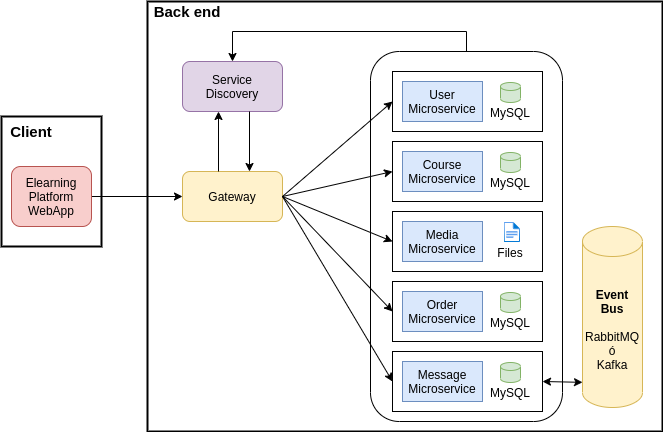 Back end
Service
Discovery
Client
Elearning
Platform
WebApp
Gateway
User
Microservice
MySQL
Course
Microservice
MySQL
Media
Microservice
Files
Order
Microservice
MySQL
Message
Microservice
MySQL
Event
Bus
RabbitMQ
ó
Kafka